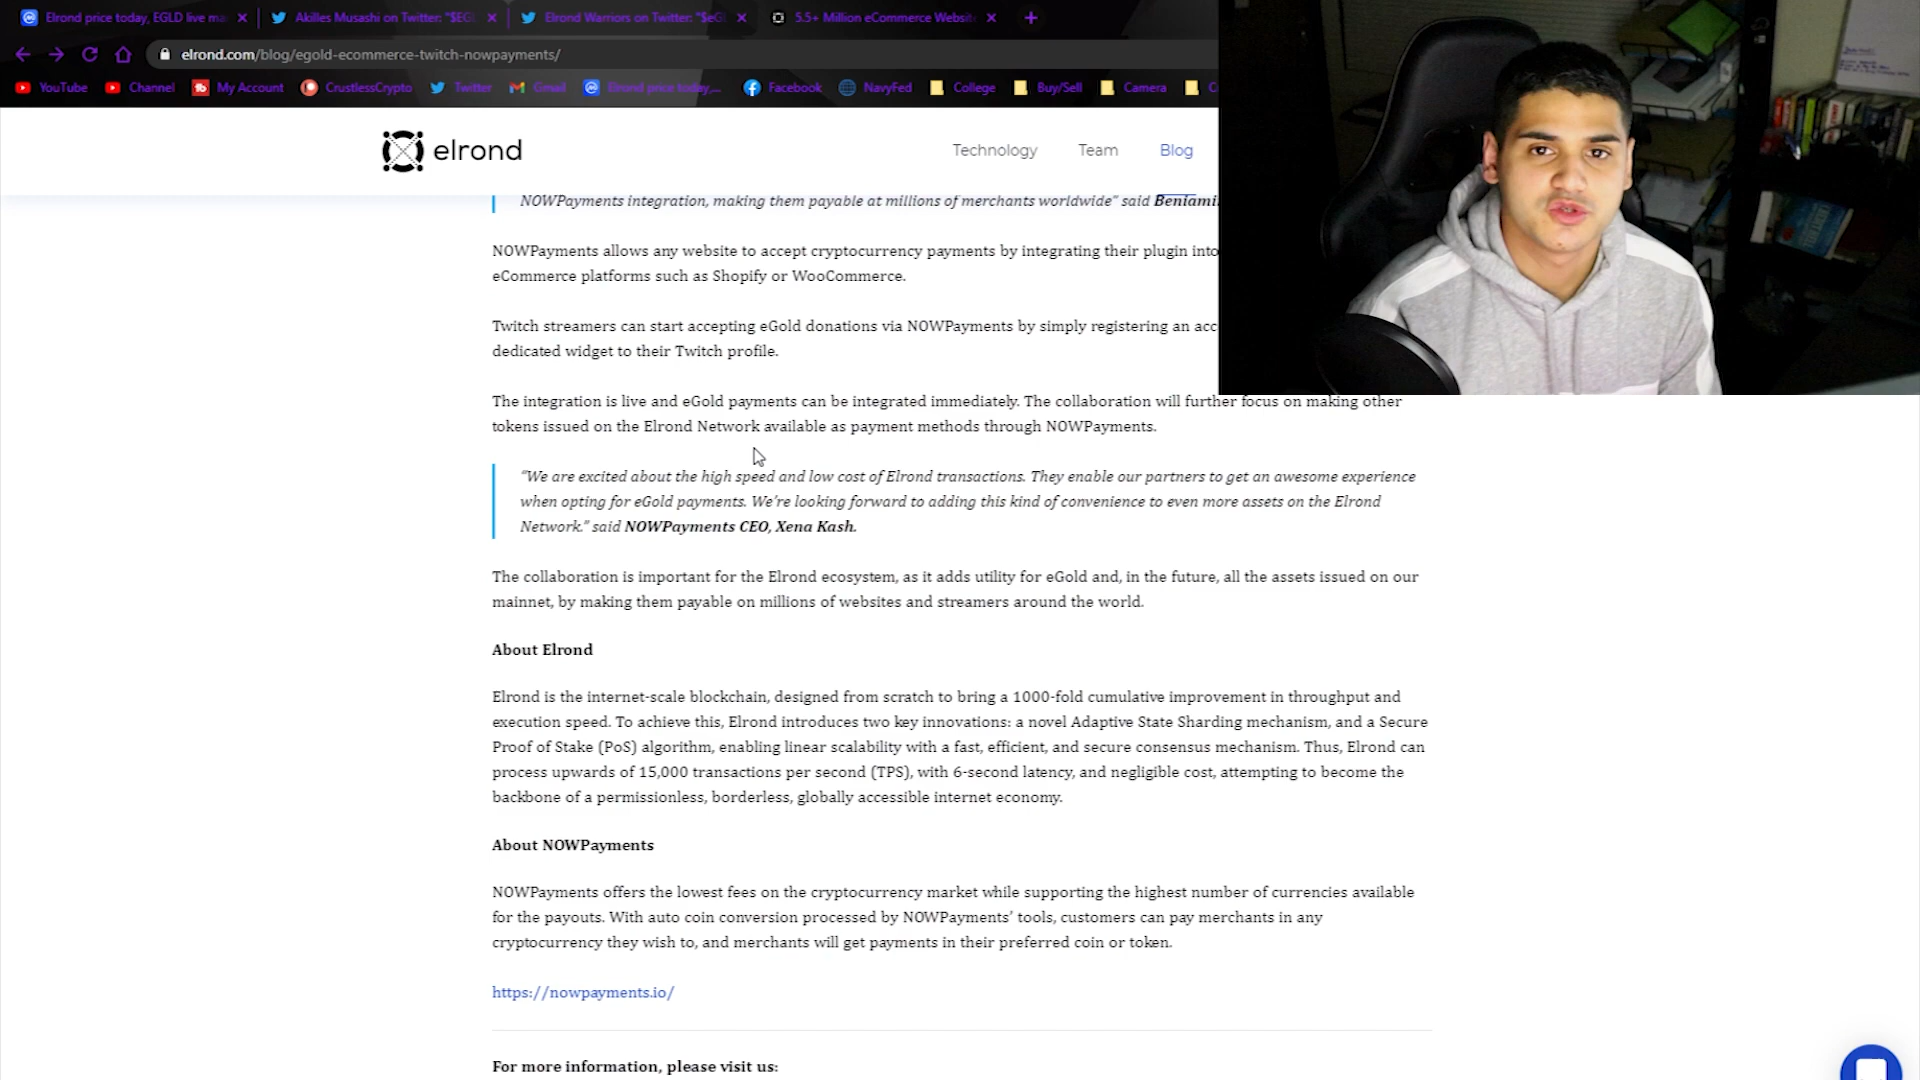 Elrond price today, EGLD live ma
Akilles Musashi on Twitter: "$EGL
Elrond Warriors on Twitter: "$eG
5.5+ Million eCommerce Website
elrond.com/blog/egold-ecommerce-twitch-nowpayments/
YouTube
Channel
My Account
CrustlessCrypto
Twitter
Gmail
Elrond price today,...
Facebook
NavyFed
College
Buy/Sell
Camera
C
elrond
Technology
Team
Blog
NOWPayments integration, making them payable at millions of merchants worldwide" said Beniami
NOWPayments allows any website to accept cryptocurrency payments by integrating their plugin into
eCommerce platforms such as Shopify or WooCommerce.
Twitch streamers can start accepting eGold donations via NOWPayments by simply registering an acc
dedicated widget to their Twitch profile.
The integration is live and eGold payments can be integrated immediately. The collaboration will further focus on making other
tokens issued on the Elrond Network available as payment methods through NOWPayments.
"We are excited about the high speed and low cost of Elrond transactions. They enable our partners to get an awesome experience
when opting for eGold payments. We're looking forward to adding this kind of convenience to even more assets on the Elrond
Network." said NOWPayments CEO, Xena Kash.
The collaboration is important for the Elrond ecosystem, as it adds utility for eGold and, in the future, all the assets issued on our
mainnet, by making them payable on millions of websites and streamers around the world.
About Elrond
Elrond is the internet-scale blockchain, designed from scratch to bring a 1000-fold cumulative improvement in throughput and
execution speed. To achieve this, Elrond introduces two key innovations: a novel Adaptive State Sharding mechanism, and a Secure
Proof of Stake (PoS) algorithm, enabling linear scalability with a fast, efficient, and secure consensus mechanism. Thus, Elrond can
process upwards of 15,000 transactions per second (TPS), with 6-second latency, and negligible cost, attempting to become the
backbone of a permissionless, borderless, globally accessible internet economy.
About NOWPayments
NOWPayments offers the lowest fees on the cryptocurrency market while supporting the highest number of currencies available
for the payouts. With auto coin conversion processed by NOWPayments' tools, customers can pay merchants in any
cryptocurrency they wish to, and merchants will get payments in their preferred coin or token.
https://nowpayments.io/
For more information, please visit us: